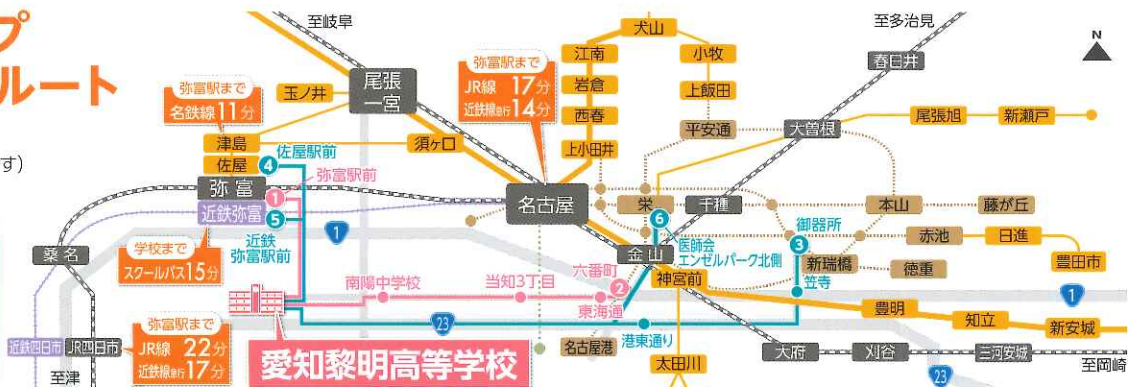 プ
ルート
す)
至岐阜
至多治見
N
犬山
江南
小牧
春日井
弥富駅まで
JR線 17分
近鉄線急行14分
尾張
一宮
弥富駅まで
名鉄線11分
玉ノ井
岩倉
上飯田
西春
平安通
大曽根
尾張旭
新瀬戸
津島
須ヶ口
上小田井
佐屋
④
佐屋駅前
弥富
①
弥富駅前
近鉄弥富
⑤
近鉄
弥富駅前
名古屋
栄
千種
本山
藤が丘
⑥
医師会
エンゼルパーク北側
御器所
③
赤池
日進
1
桑名
学校まで
スクールバス15分
金山
新瑞橋
徳重
豊田市
六番町
②
神宮前
南陽中学校
当知3丁目
東海通
笠寺
1
豊明
知立
新安城
23
港東通り
弥富駅まで
JR線 22分
近鉄線急行17分
近鉄四日市
JR四日市
至津
愛知黎明高等学校
名古屋港
太田川
大府
刈谷
三河安城
至岡崎
23